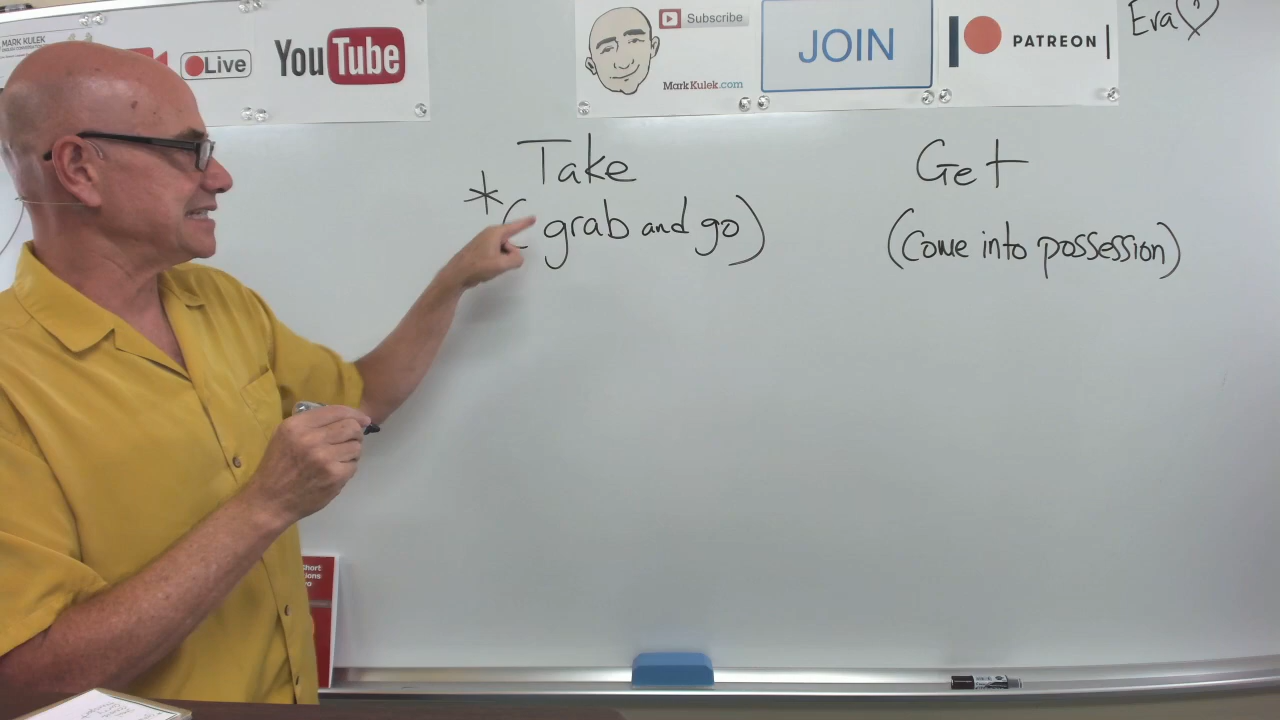 MARK KULEK
Live
YouTube
Subscribe
MarkKulek.com
JOIN
PATREON
Eva
Take
Get
* (grab and go)
(come into possession)